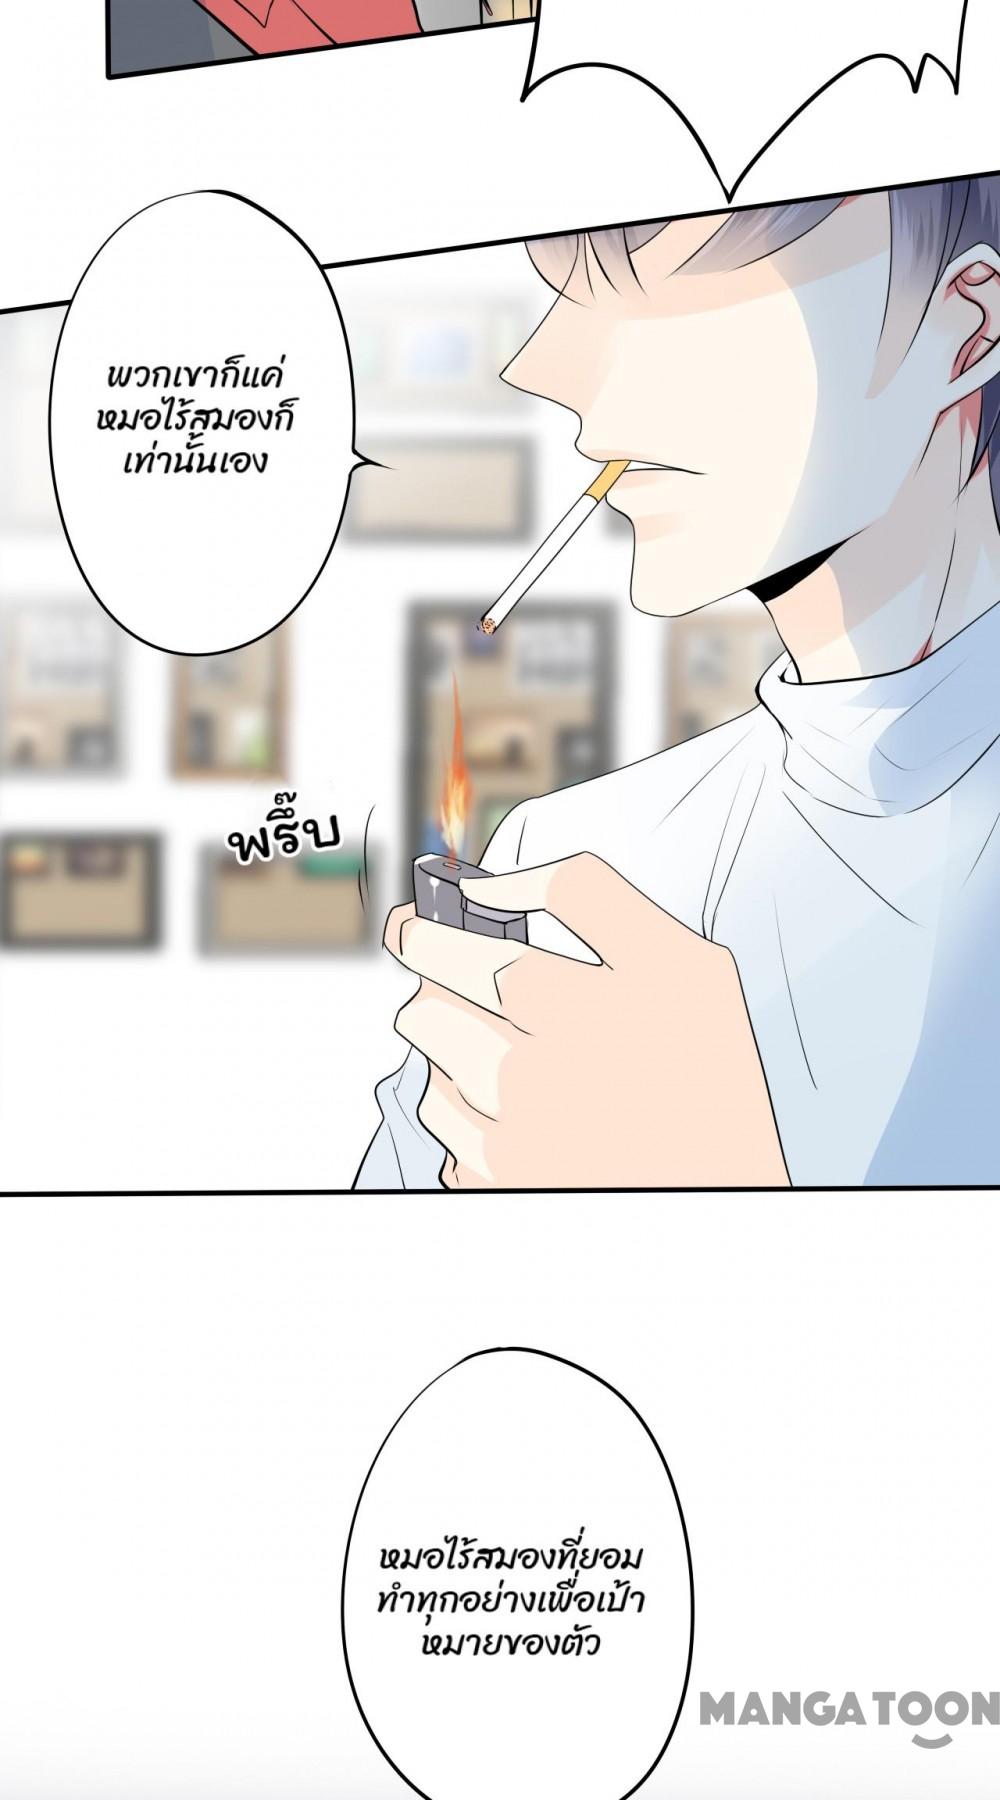 พวกเขาก็แค่
หมอไร้สมองก็
เท่านั้นเอง
พรึ๊บ
หมอไร้สมองที่ยอม
ทำทุกอย่างเพื่อเป้า
หมายของตัว
MANGATOON